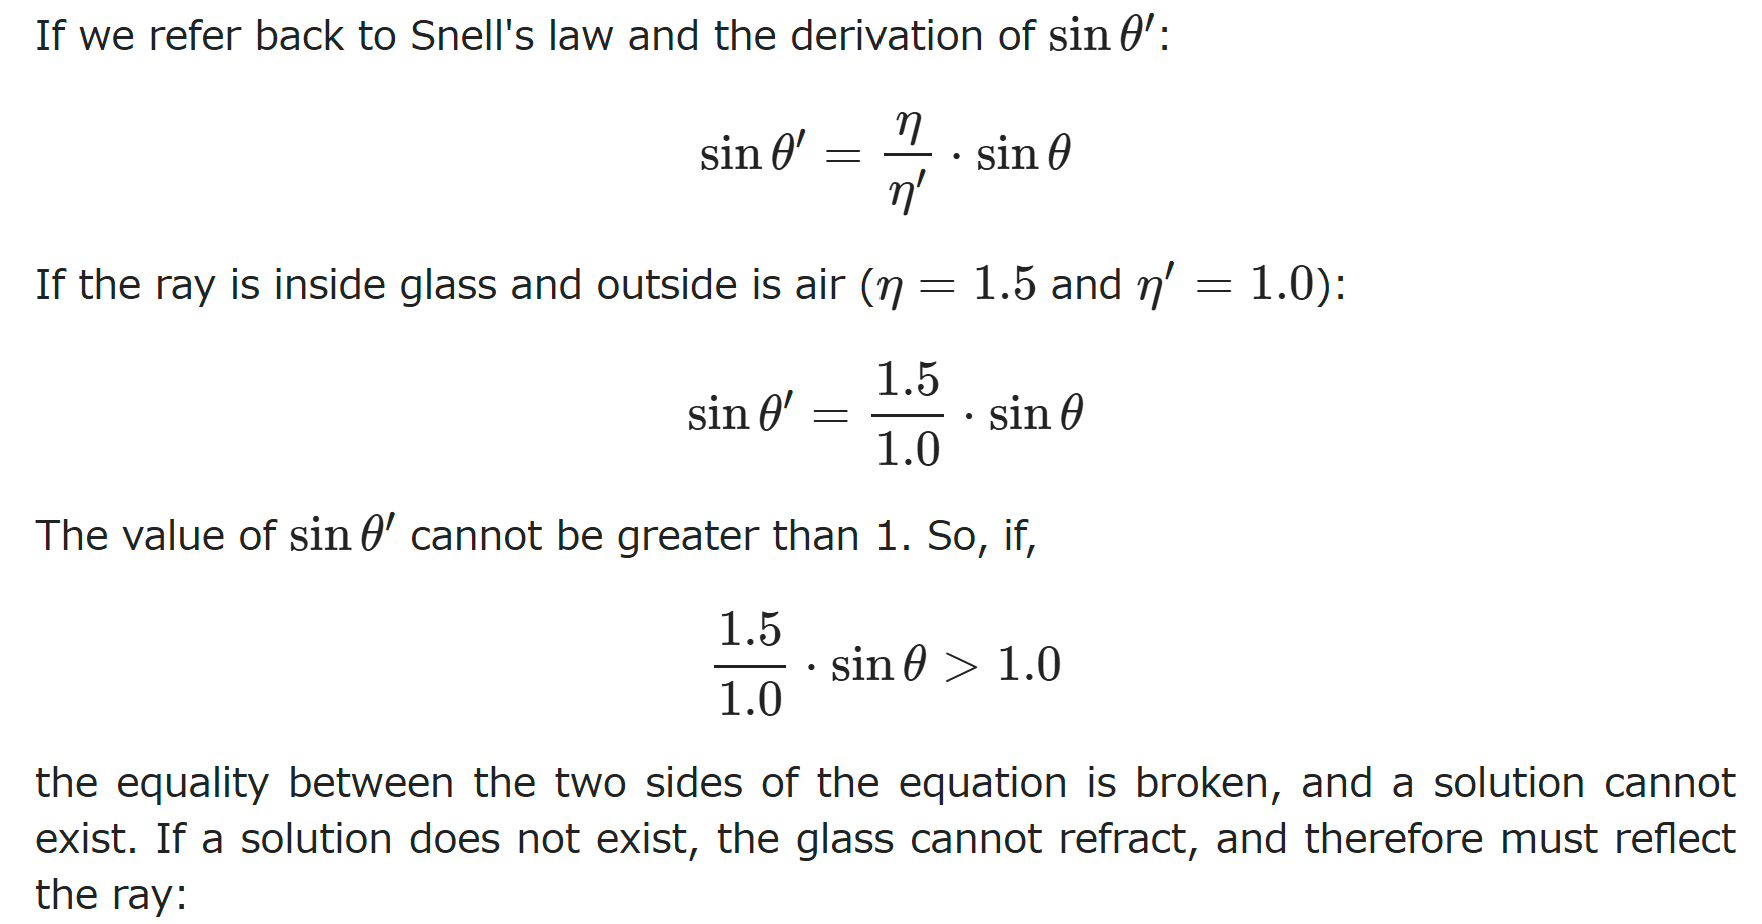 If we refer back to Snell's law and the derivation of sin θ′:
sin θ′ = η/η′ · sin θ
If the ray is inside glass and outside is air (η = 1.5 and η′ = 1.0):
sin θ′ = 1.5/1.0 · sin θ
The value of sin θ′ cannot be greater than 1. So, if,
1.5/1.0 · sin θ > 1.0
the equality between the two sides of the equation is broken, and a solution cannot
exist. If a solution does not exist, the glass cannot refract, and therefore must reflect
the ray: